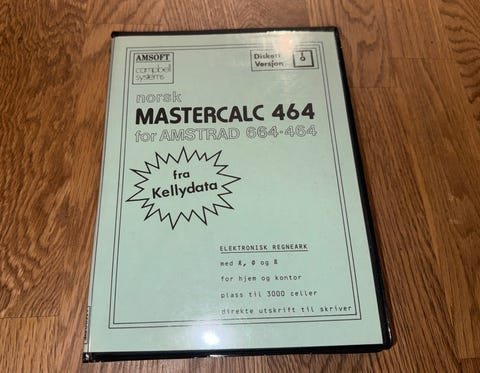 AMSOFT
campbell
systems
Diskett
Versjon
norsk
MASTERCALC 464
for AMSTRAD 664-464
fra
Kellydata
ELEKTRONISK REGNEARK
med Æ, Ø og Å
for hjem og kontor
plass til 3000 celler
direkte utskrift til skriver